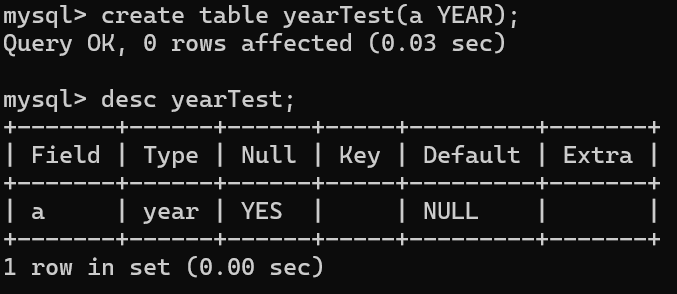 mysql> create table yearTest(a YEAR);
Query OK, 0 rows affected (0.03 sec)
mysql> desc yearTest;
+-------+------+------+-----+---------+-------+
| Field | Type | Null | Key | Default | Extra |
+-------+------+------+-----+---------+-------+
| a     | year | YES  |     | NULL    |       |
+-------+------+------+-----+---------+-------+
1 row in set (0.00 sec)